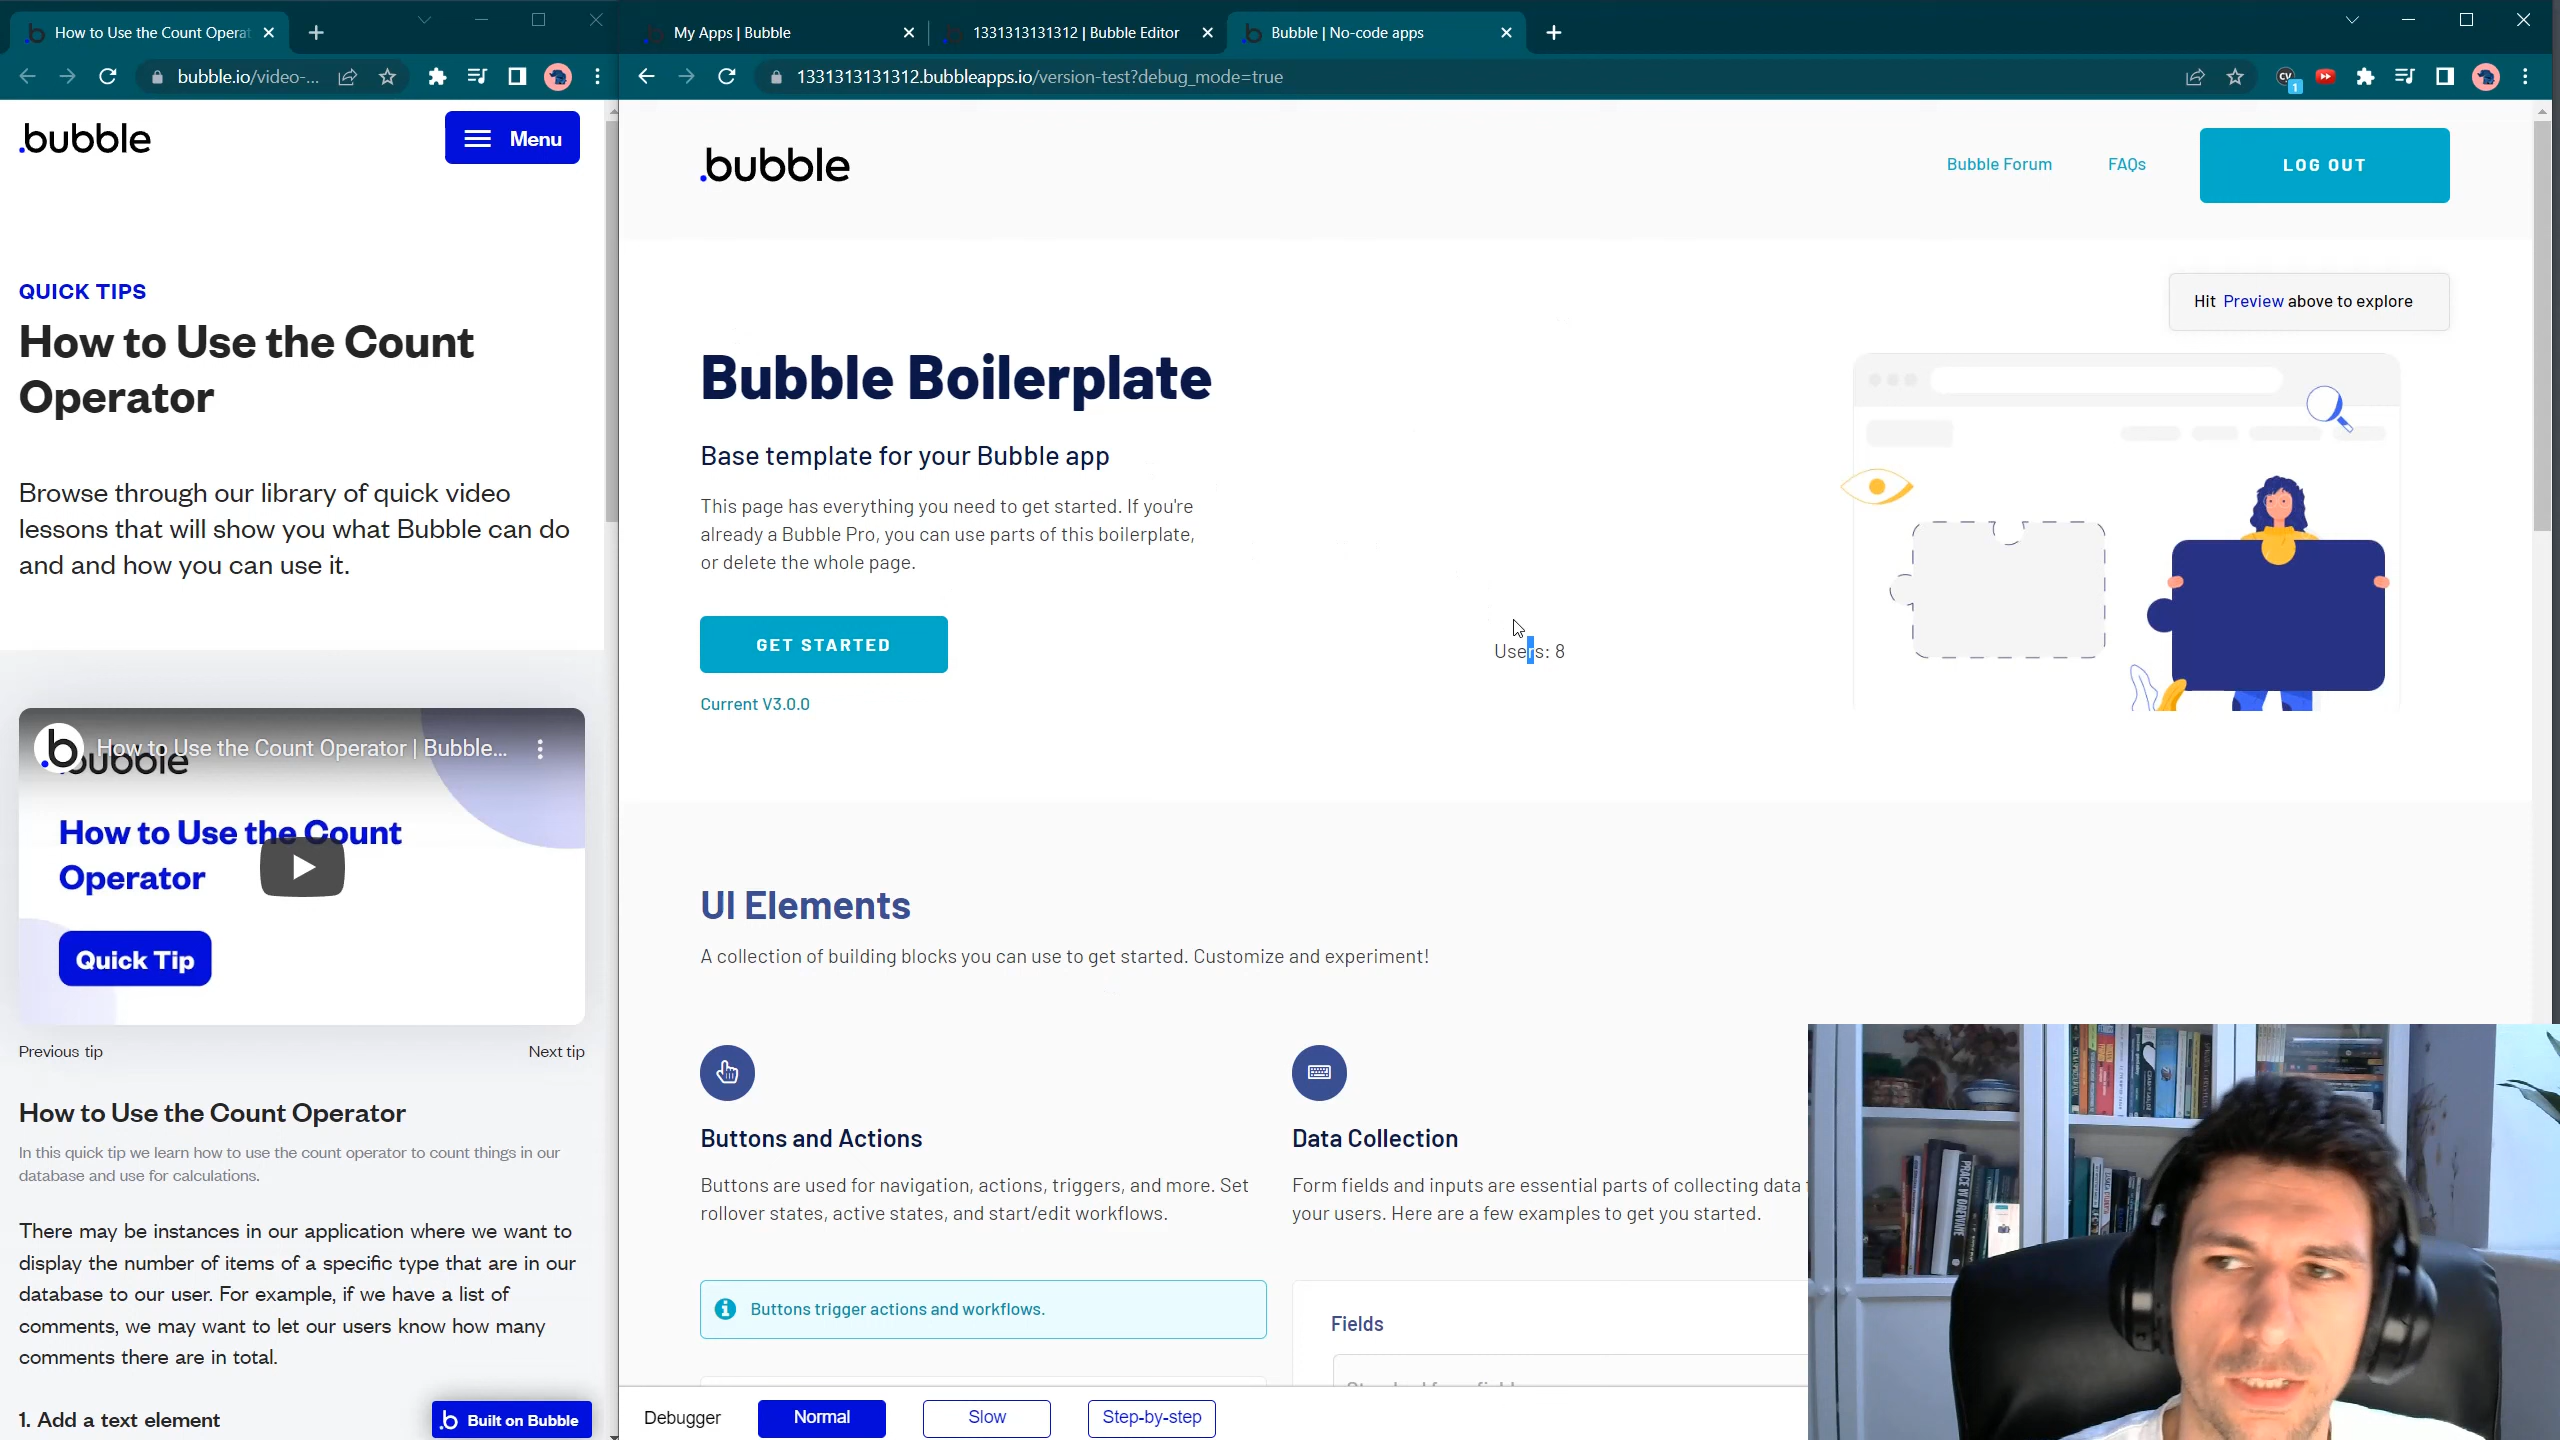 How to Use the Count Opera
bubble.io/video-...
.bubble
Menu
QUICK TIPS
How to Use the Count
Operator
Browse through our library of quick video
lessons that will show you what Bubble can do
and and how you can use it.
How to Use the Count Operator | Bubble...
bubble
How to Use the Count
Operator
Quick Tip
Previous tip
Next tip
How to Use the Count Operator
In this quick tip we learn how to use the count operator to count things in our
database and use for calculations.
There may be instances in our application where we want to
display the number of items of a specific type that are in our
database to our user. For example, if we have a list of
comments, we may want to let our users know how many
comments there are in total.
1. Add a text element
Built on Bubble
My Apps | Bubble
1331313131312 | Bubble Editor
Bubble | No-code apps
1331313131312.bubbleapps.io/version-test?debug_mode=true
.bubble
Bubble Forum
FAQs
LOG OUT
Hit Preview above to explore
Bubble Boilerplate
Base template for your Bubble app
This page has everything you need to get started. If you're
already a Bubble Pro, you can use parts of this boilerplate,
or delete the whole page.
GET STARTED
Users: 8
Current V3.0.0
UI Elements
A collection of building blocks you can use to get started. Customize and experiment!
Buttons and Actions
Buttons are used for navigation, actions, triggers, and more. Set
rollover states, active states, and start/edit workflows.
Buttons trigger actions and workflows.
Data Collection
Form fields and inputs are essential parts of collecting data
your users. Here are a few examples to get you started.
Fields
Debugger
Normal
Slow
Step-by-step